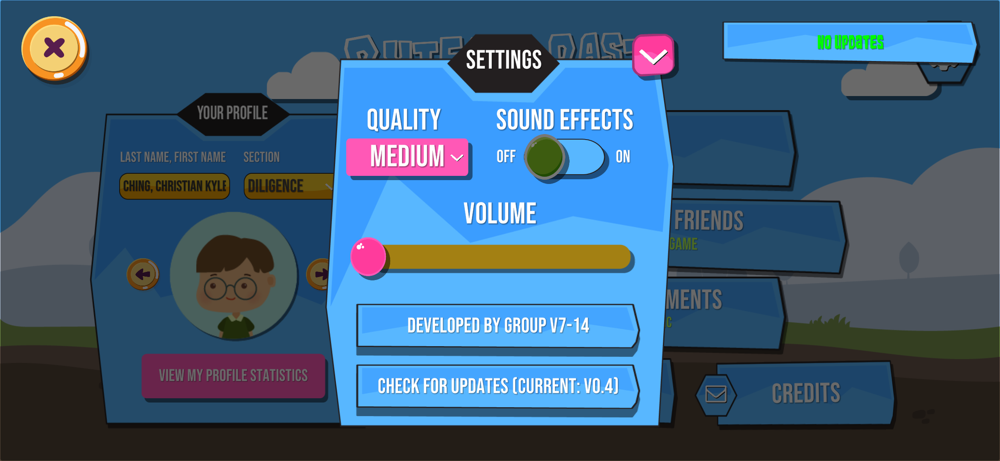 SETTINGS
NO UPDATES
YOUR PROFILE
LAST NAME, FIRST NAME
SECTION
CHING, CHRISTIAN KYLE
DILIGENCE
VIEW MY PROFILE STATISTICS
QUALITY
MEDIUM
SOUND EFFECTS
OFF
ON
VOLUME
DEVELOPED BY GROUP V7-14
CHECK FOR UPDATES (CURRENT: V0.4)
FRIENDS
GAME
MENTS
CREDITS